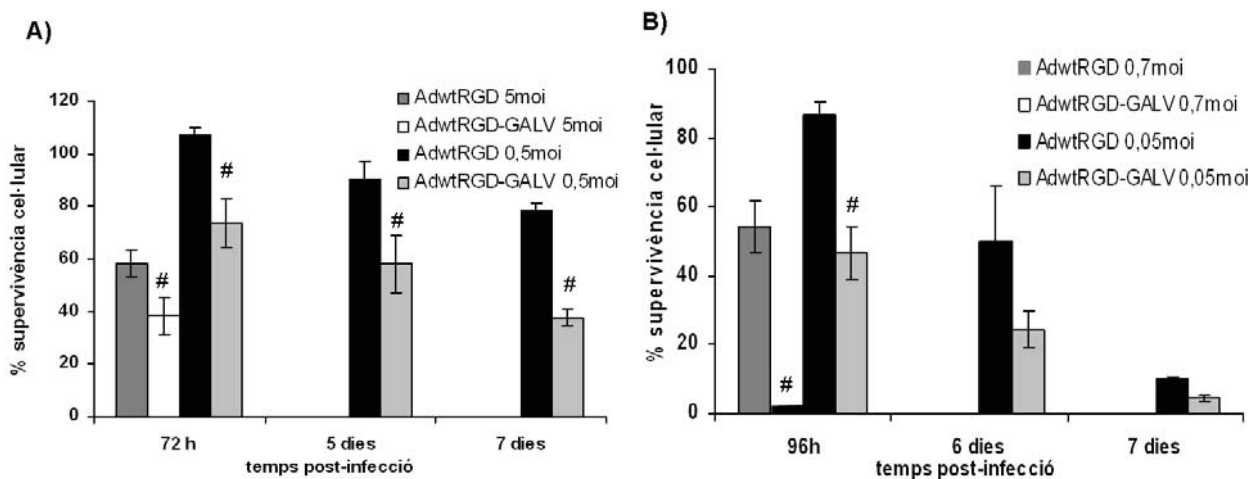 A)
% supervivència cel·lular
120
100
80
60
40
20
0
AdwtRGD 5moi
AdwtRGD-GALV 5moi
AdwtRGD 0,5moi
AdwtRGD-GALV 0,5moi
#
#
#
#
72 h
5 dies
7 dies
temps post-infecció
B)
% supervivència cel·lular
100
80
60
40
20
0
AdwtRGD 0,7moi
AdwtRGD-GALV 0,7moi
AdwtRGD 0,05moi
AdwtRGD-GALV 0,05moi
#
#
96h
6 dies
7 dies
temps post-infecció